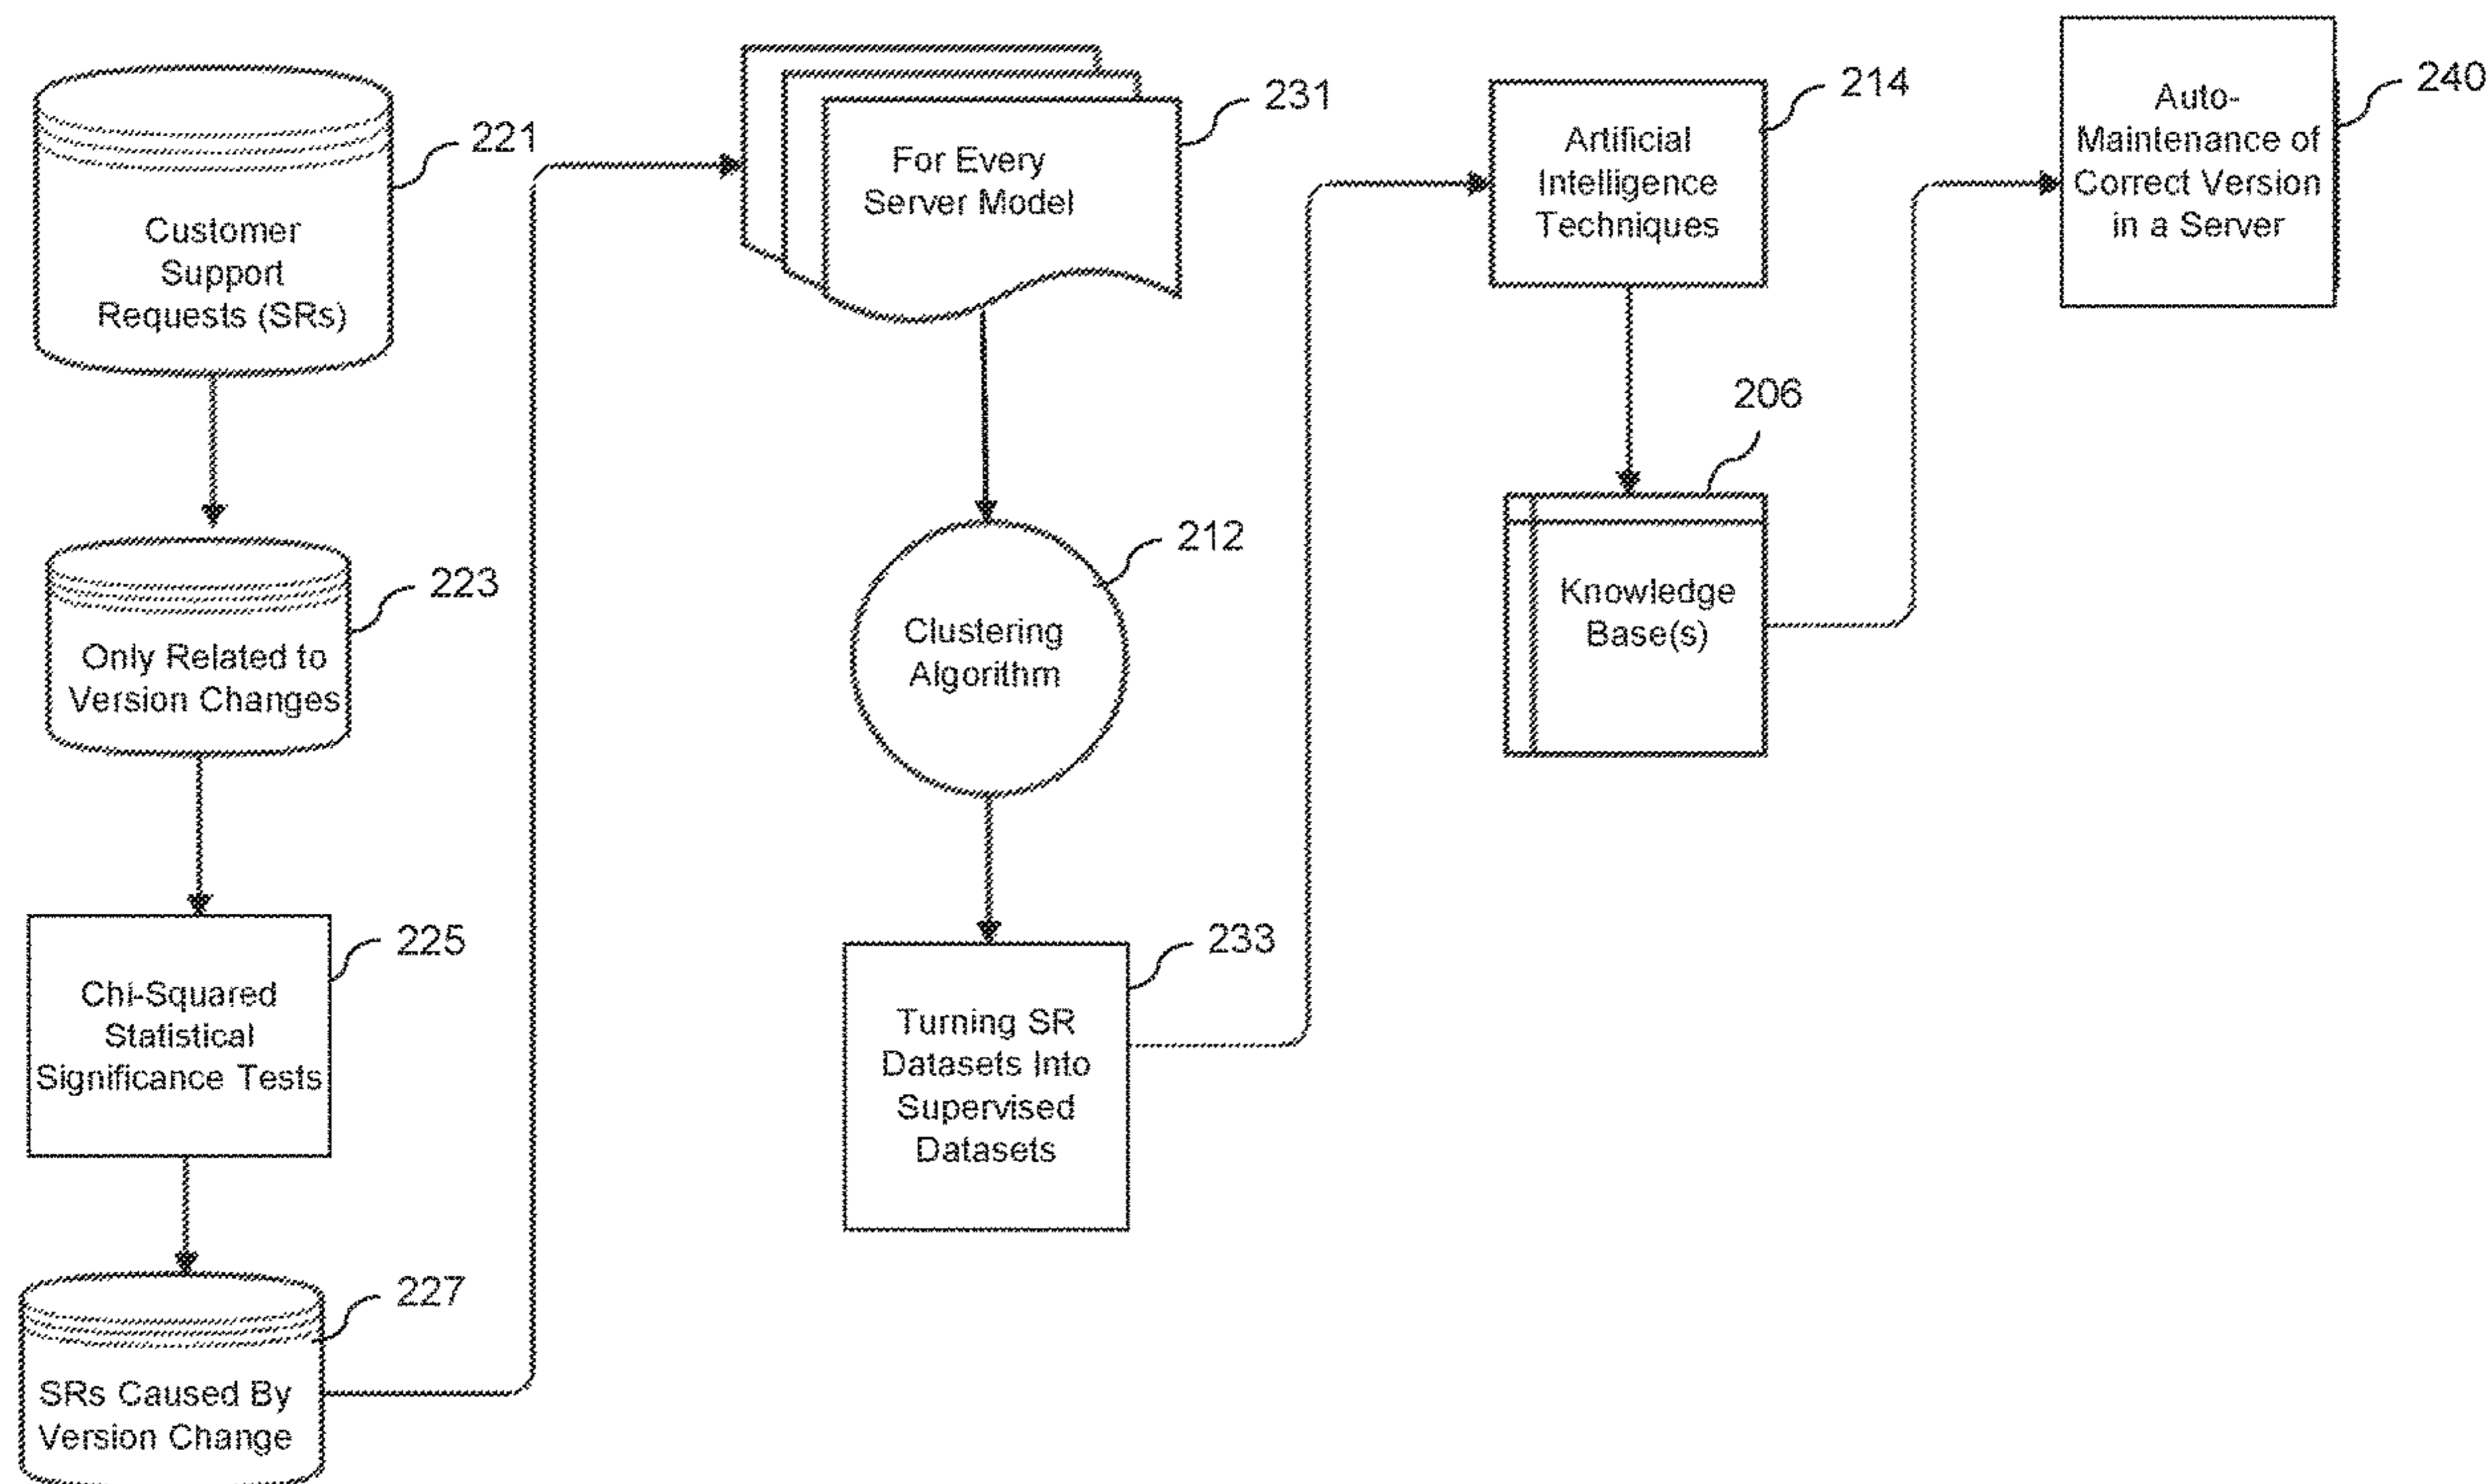 Customer
Support
Requests (SRs)
221
Only Related to
Version Changes
223
Chi-Squared
Statistical
Significance Tests
225
SRs Caused By
Version Change
227
For Every
Server Model
231
Clustering
Algorithm
212
Turning SR
Datasets Into
Supervised
Datasets
233
Artificial
Intelligence
Techniques
214
206
Knowledge
Base(s)
Auto-
Maintenance of
Correct Version
in a Server
240